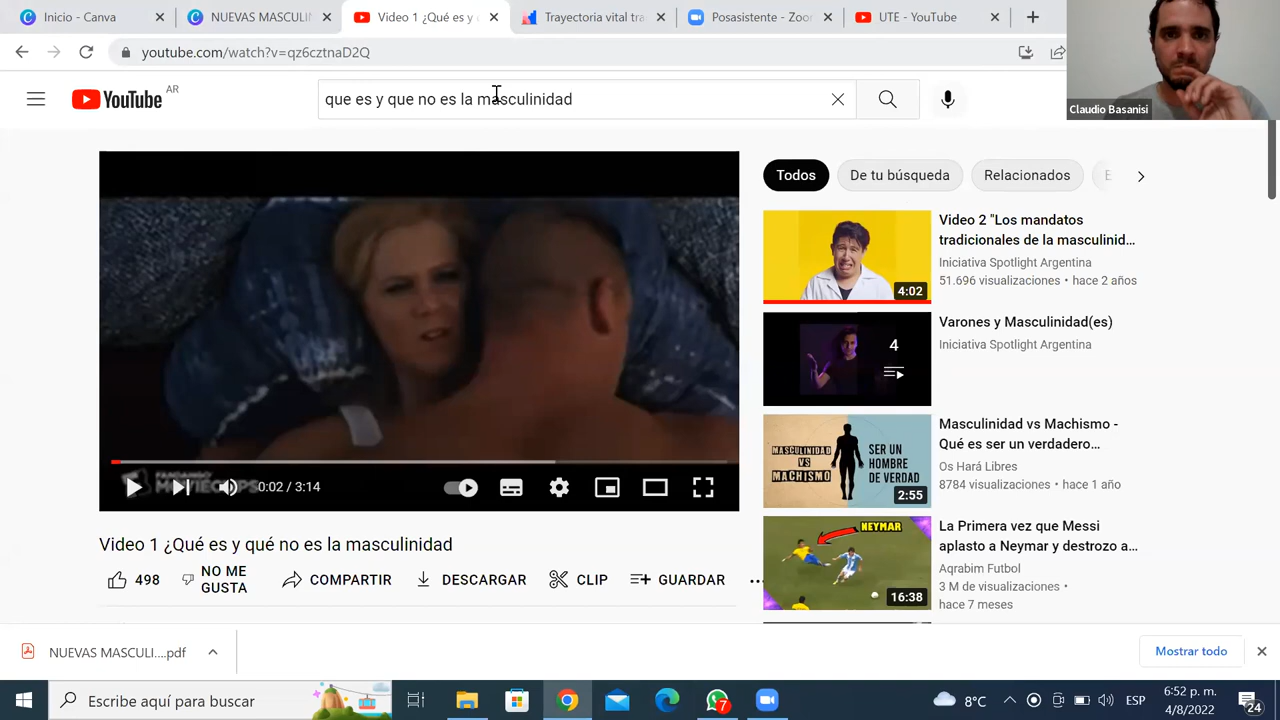 Inicio - Canva
NUEVAS MASCULIN
Video 1 ¿Qué es y
Trayectoria vital tra
Posasistente - Zoor
UTE - YouTube
youtube.com/watch?v=qz6cztnaD2Q
YouTube AR
que es y que no es la masculinidad
Claudio Basanisi
Todos
De tu búsqueda
Relacionados
Video 2 "Los mandatos
tradicionales de la masculinid...
Iniciativa Spotlight Argentina
51.696 visualizaciones • hace 2 años
4:02
Varones y Masculinidad(es)
Iniciativa Spotlight Argentina
4
Masculinidad vs Machismo -
Qué es ser un verdadero...
Os Hará Libres
8784 visualizaciones • hace 1 año
MASCULINIDAD
VS
MACHISMO
SER UN
HOMBRE
DE VERDAD
2:55
La Primera vez que Messi
aplasto a Neymar y destrozo a...
Aqrabim Futbol
3 M de visualizaciones •
hace 7 meses
NEYMAR
16:38
0:02 / 3:14
Video 1 ¿Qué es y qué no es la masculinidad
498
NO ME
GUSTA
COMPARTIR
DESCARGAR
CLIP
GUARDAR
NUEVAS MASCULI....pdf
Mostrar todo
Escribe aquí para buscar
7
8°C
ESP
6:52 p. m.
4/8/2022
24